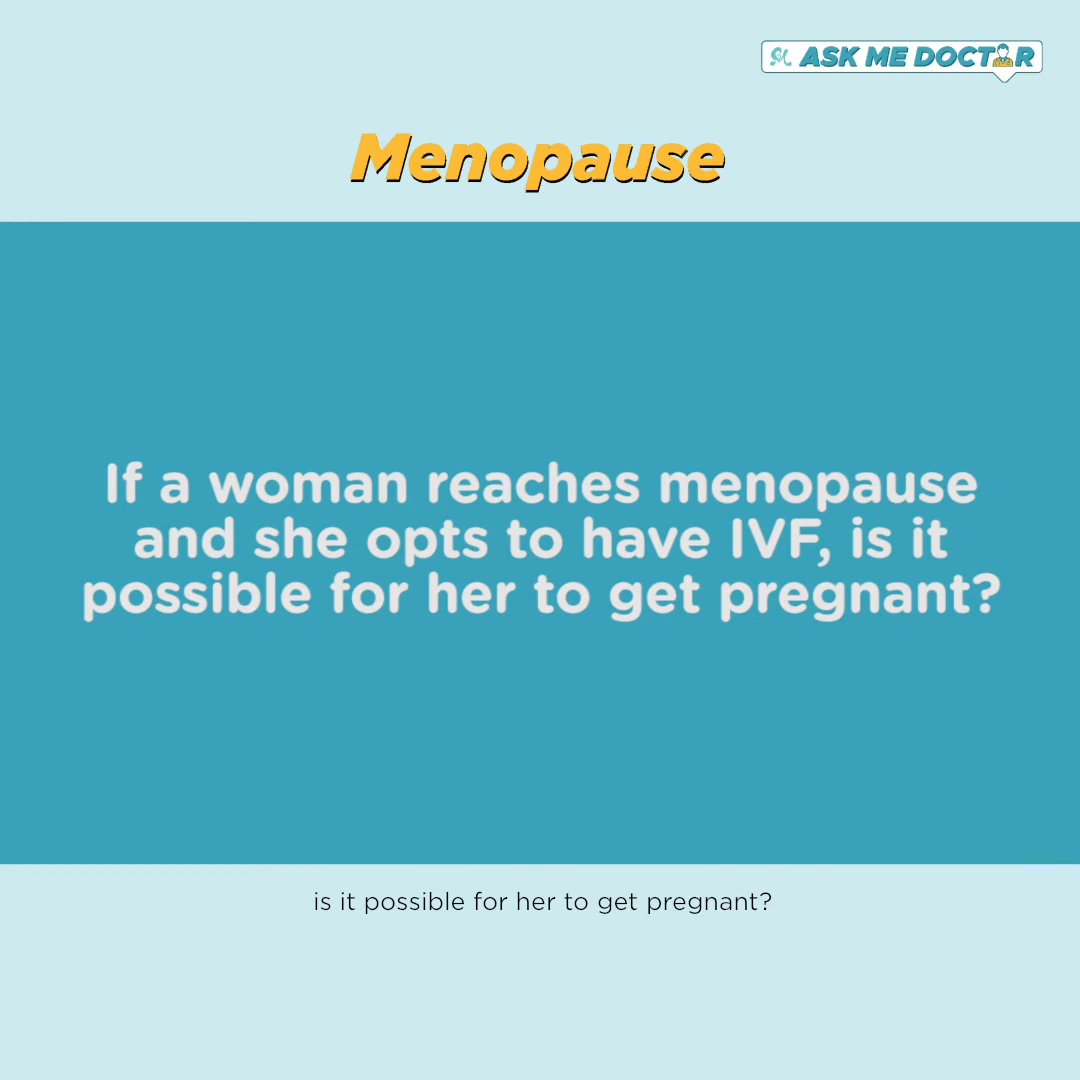 ASK ME DOCTOR
Menopause
If a woman reaches menopause
and she opts to have IVF, is it
possible for her to get pregnant?
is it possible for her to get pregnant?